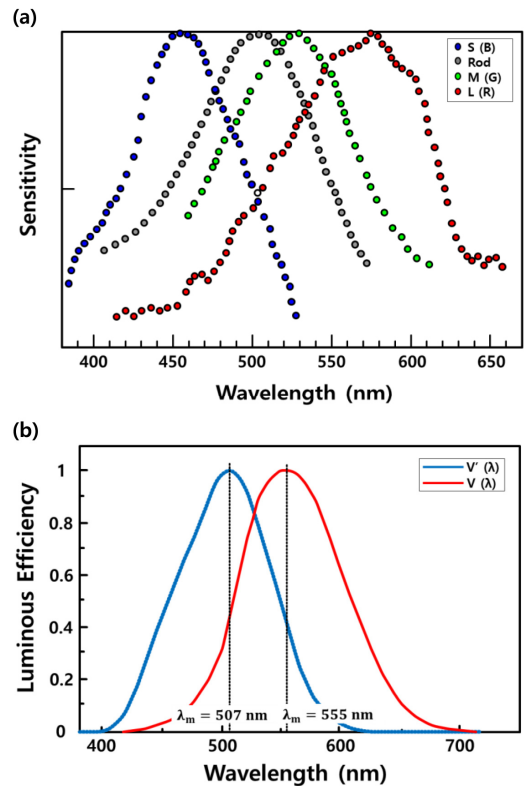 (a)
S (B)
Rod
M (G)
L (R)
Sensitivity
400 450 500 550 600 650
Wavelength (nm)
(b)
V′ (λ)
V (λ)
Luminous Efficiency
1
0.8
0.6
0.4
0.2
0
λm = 507 nm λm = 555 nm
400 500 600 700
Wavelength (nm)